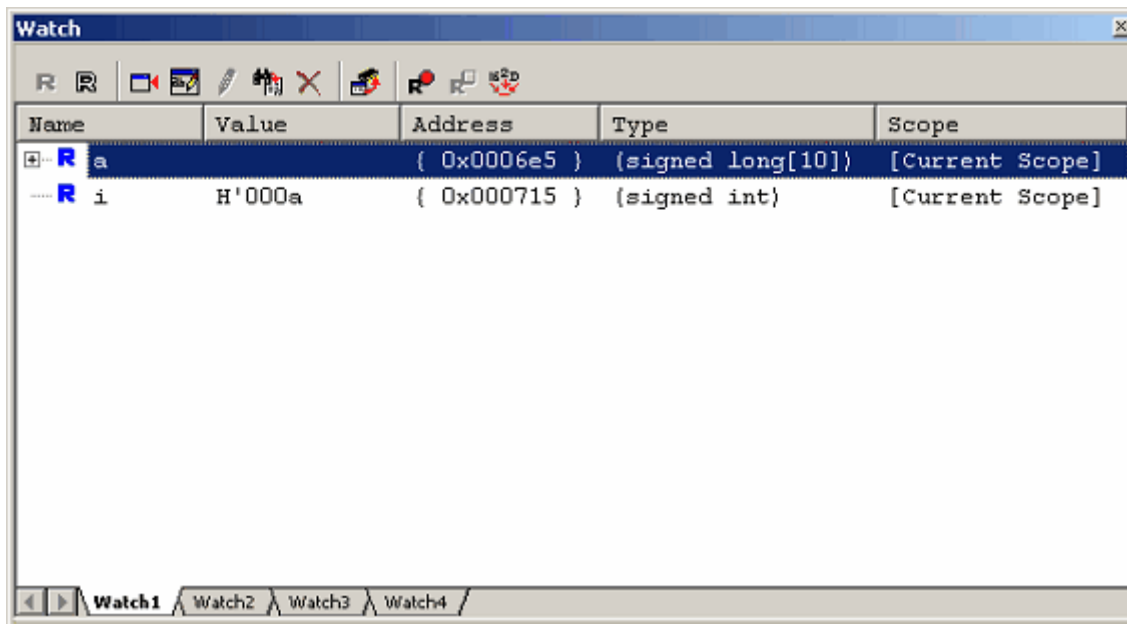 Watch
Name Value Address Type Scope
R a { 0x0006e5 } (signed long[10]) [Current Scope]
R i H'000a { 0x000715 } (signed int) [Current Scope]
Watch1 Watch2 Watch3 Watch4